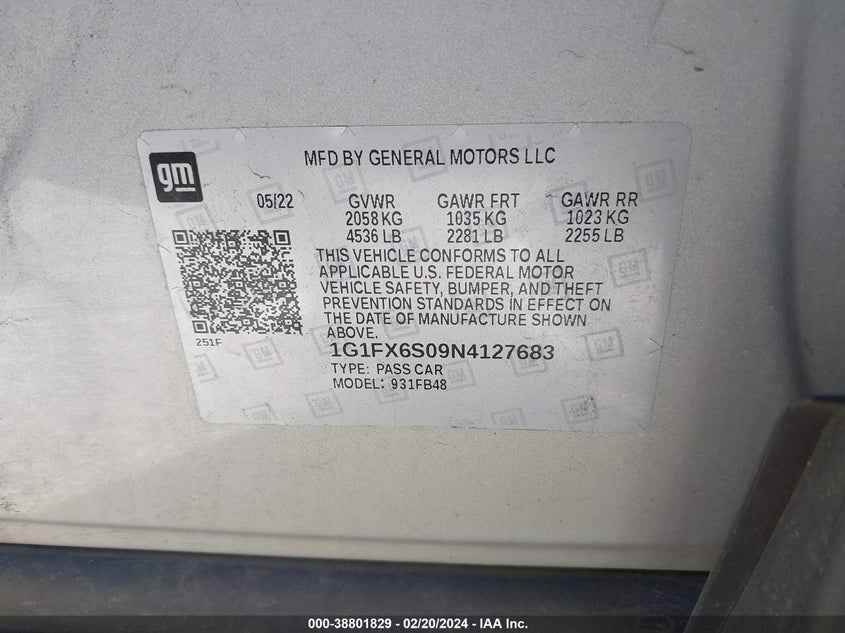 gm
MFD BY GENERAL MOTORS LLC
05/22 GVWR GAWR FRT GAWR RR
2058 KG 1035 KG 1023 KG
4536 LB 2281 LB 2255 LB
THIS VEHICLE CONFORMS TO ALL
APPLICABLE U.S. FEDERAL MOTOR
VEHICLE SAFETY, BUMPER, AND THEFT
PREVENTION STANDARDS IN EFFECT ON
THE DATE OF MANUFACTURE SHOWN
ABOVE.
251F
1G1FX6S09N4127683
TYPE: PASS CAR
MODEL: 931FB48
000-38801829 - 02/20/2024 - IAA Inc.